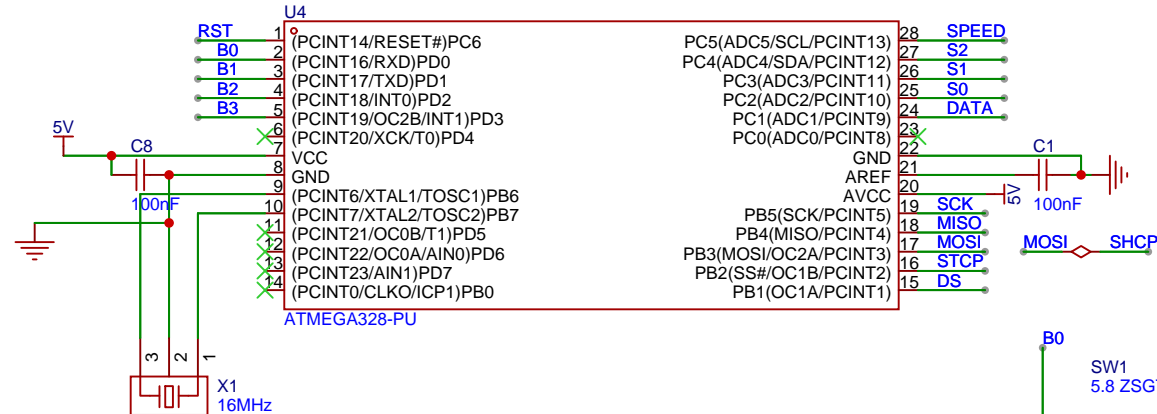 U4
RST 1 (PCINT14/RESET#)PC6 PC5(ADC5/SCL/PCINT13) 28 SPEED
B0 2 (PCINT16/RXD)PD0 PC4(ADC4/SDA/PCINT12) 27 S2
B1 3 (PCINT17/TXD)PD1 PC3(ADC3/PCINT11) 26 S1
B2 4 (PCINT18/INT0)PD2 PC2(ADC2/PCINT10) 25 S0
B3 5 (PCINT19/OC2B/INT1)PD3 PC1(ADC1/PCINT9) 24 DATA
6 (PCINT20/XCK/T0)PD4 PC0(ADC0/PCINT8) 23
5V C8 7 VCC GND 22 C1
100nF 8 GND AREF 21 100nF
9 (PCINT6/XTAL1/TOSC1)PB6 AVCC 20 5V
10 (PCINT7/XTAL2/TOSC2)PB7 PB5(SCK/PCINT5) 19 SCK
11 (PCINT21/OC0B/T1)PD5 PB4(MISO/PCINT4) 18 MISO
12 (PCINT22/OC0A/AIN0)PD6 PB3(MOSI/OC2A/PCINT3) 17 MOSI MOSI SHCP
13 (PCINT23/AIN1)PD7 PB2(SS#/OC1B/PCINT2) 16 STCP
14 (PCINT0/CLKO/ICP1)PB0 PB1(OC1A/PCINT1) 15 DS
ATMEGA328-PU
3 2 1
X1
16MHz
B0
SW1
5.8